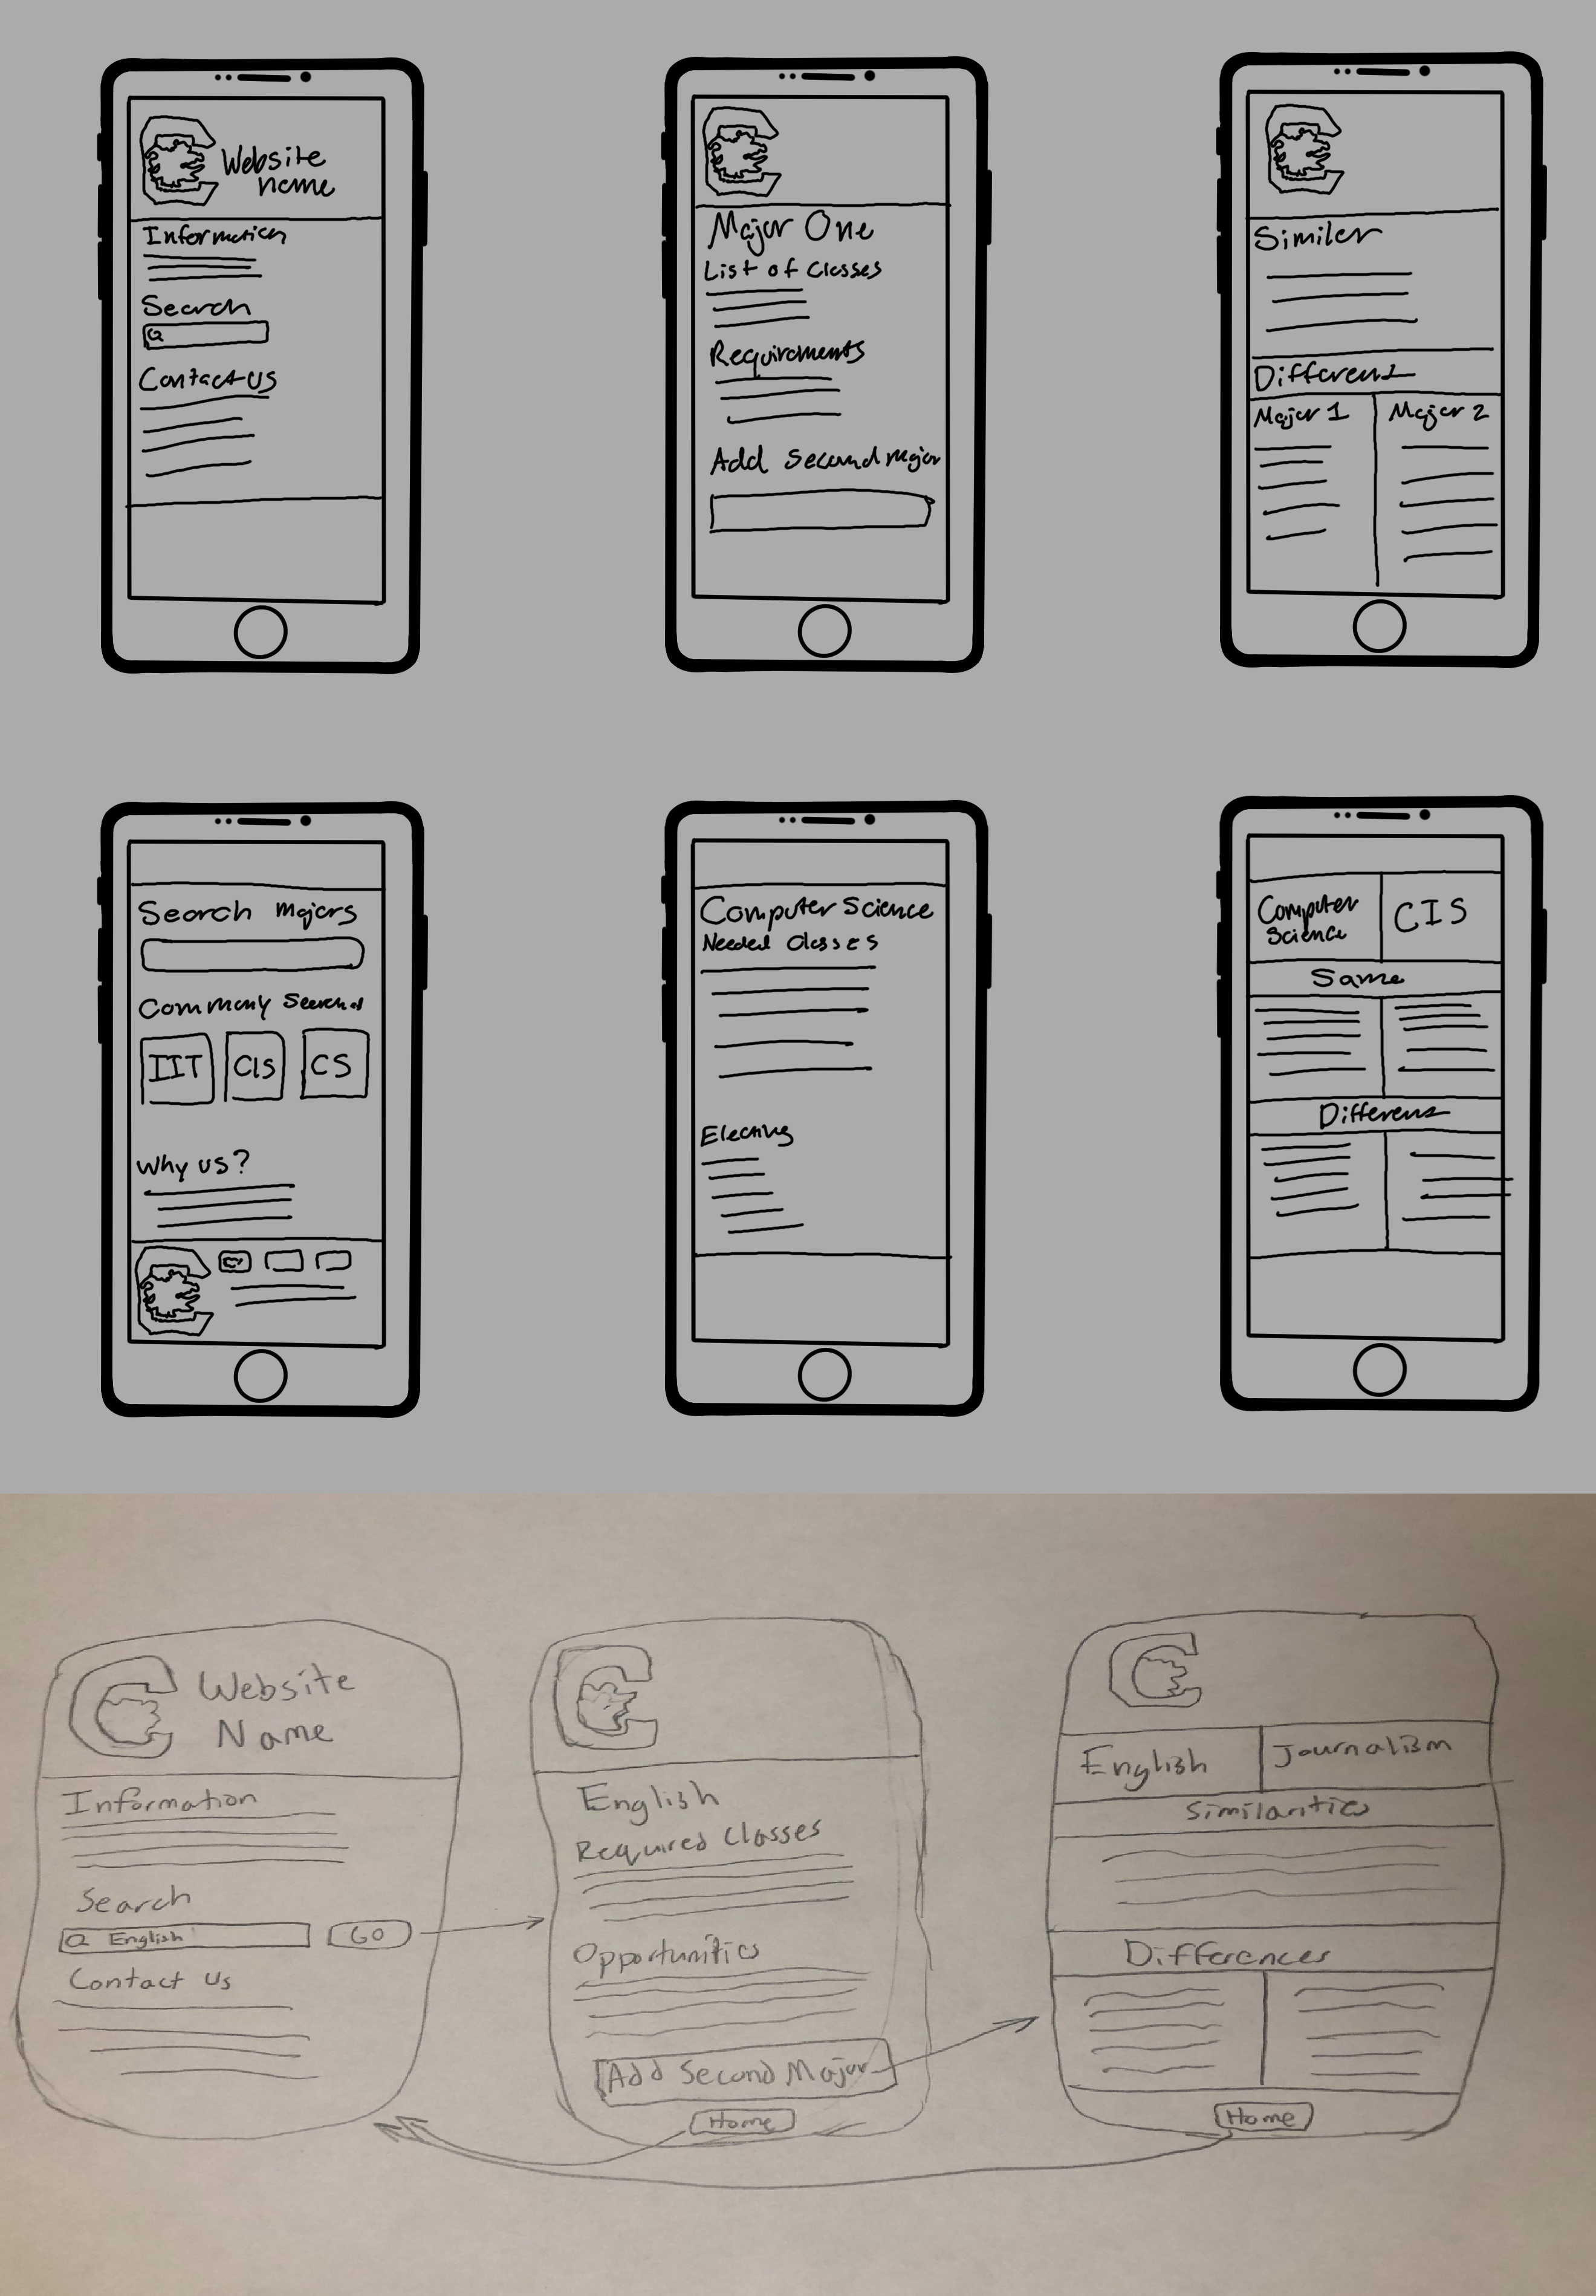 Website
name
Information
Search
Contact Us
Major One
List of Classes
Requirements
Add Second Major
Similar
Different
Major 1
Major 2
Search Majors
Commonly Searched
IIT
CIS
CS
Why us?
Computer Science
Needed Classes
Electives
Computer
Science
CIS
Same
Different
Website
Name
Information
Search
English
GO
Contact Us
English
Required Classes
Opportunities
Add Second Major
Home
English
Journalism
Similarities
Differences
Home